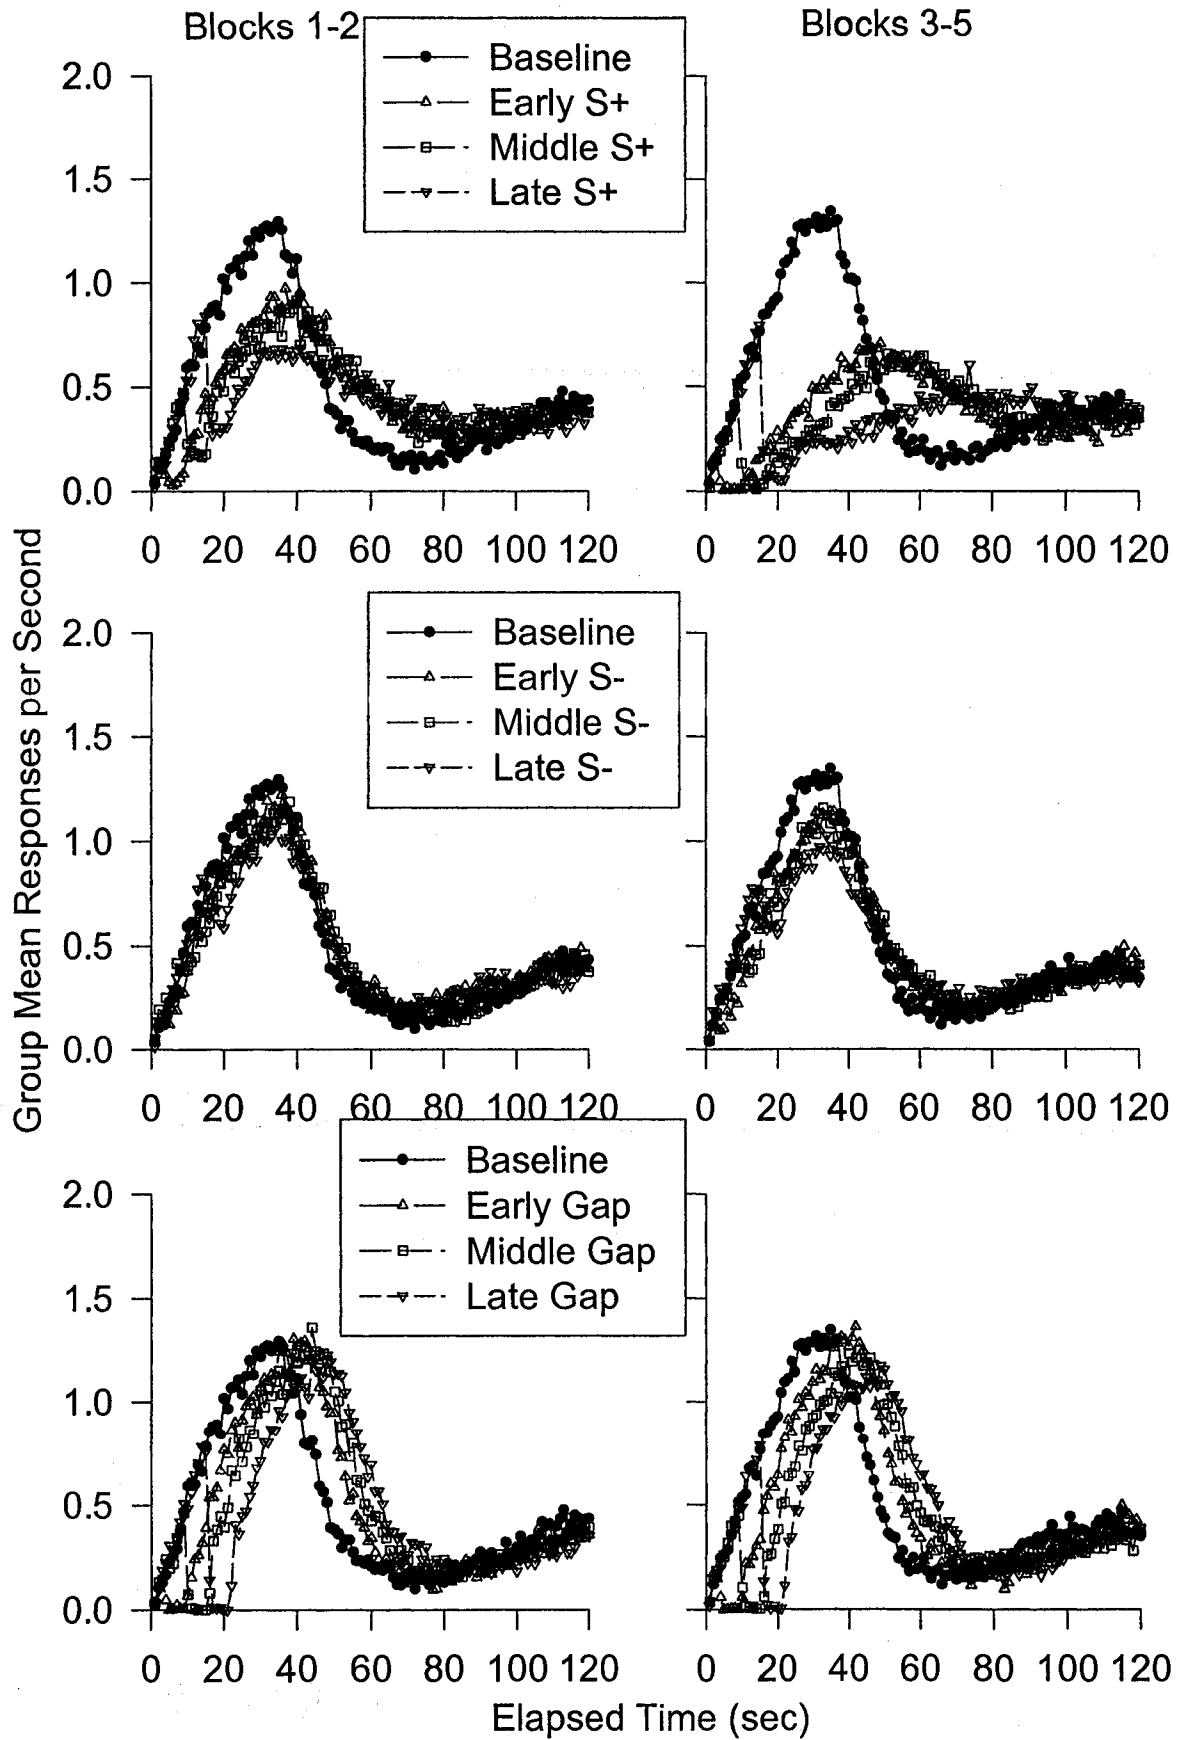 Blocks 1-2
Blocks 3-5
Baseline
Early S+
Middle S+
Late S+
2.0
1.5
1.0
0.5
0.0
0 20 40 60 80 100 120
0 20 40 60 80 100 120
Group Mean Responses per Second
Baseline
Early S-
Middle S-
Late S-
2.0
1.5
1.0
0.5
0.0
0 20 40 60 80 100 120
0 20 40 60 80 100 120
Baseline
Early Gap
Middle Gap
Late Gap
2.0
1.5
1.0
0.5
0.0
0 20 40 60 80 100 120
0 20 40 60 80 100 120
Elapsed Time (sec)